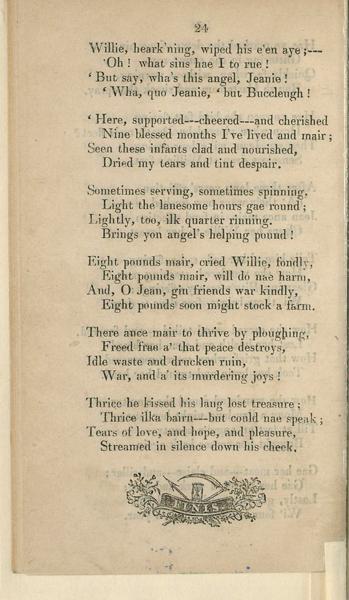 24
Willie, heark'ning, wiped his e'en aye;---
'Oh! what sins hae I to rue!
'But say, wha's this angel, Jeanie!
'Wha, quo Jeanie, 'but Buccleugh!
'Here, supported---cheered---and cherished
Nine blessed months I've lived and mair;
Seen these infants clad and nourished,
Dried my tears and tint despair.
Sometimes serving, sometimes spinning,
Light the lanesome hours gae round;
Lightly, too, ilk quarter rinning.
Brings yon angel's helping pound!
Eight pounds mair, cried Willie, fondly,
Eight pounds mair, will do nae harm,
And, O Jean, gin friends war kindly,
Eight pounds soon might stock a farm.
There ance mair to thrive by ploughing,
Freed frae a' that peace destroys,
Idle waste and drucken ruin,
War, and a' its murdering joys!
Thrice he kissed his lang lost treasure;
Thrice ilka bairn---but could nae speak;
Tears of love, and hope, and pleasure,
Streamed in silence down his cheek.
FINIS.